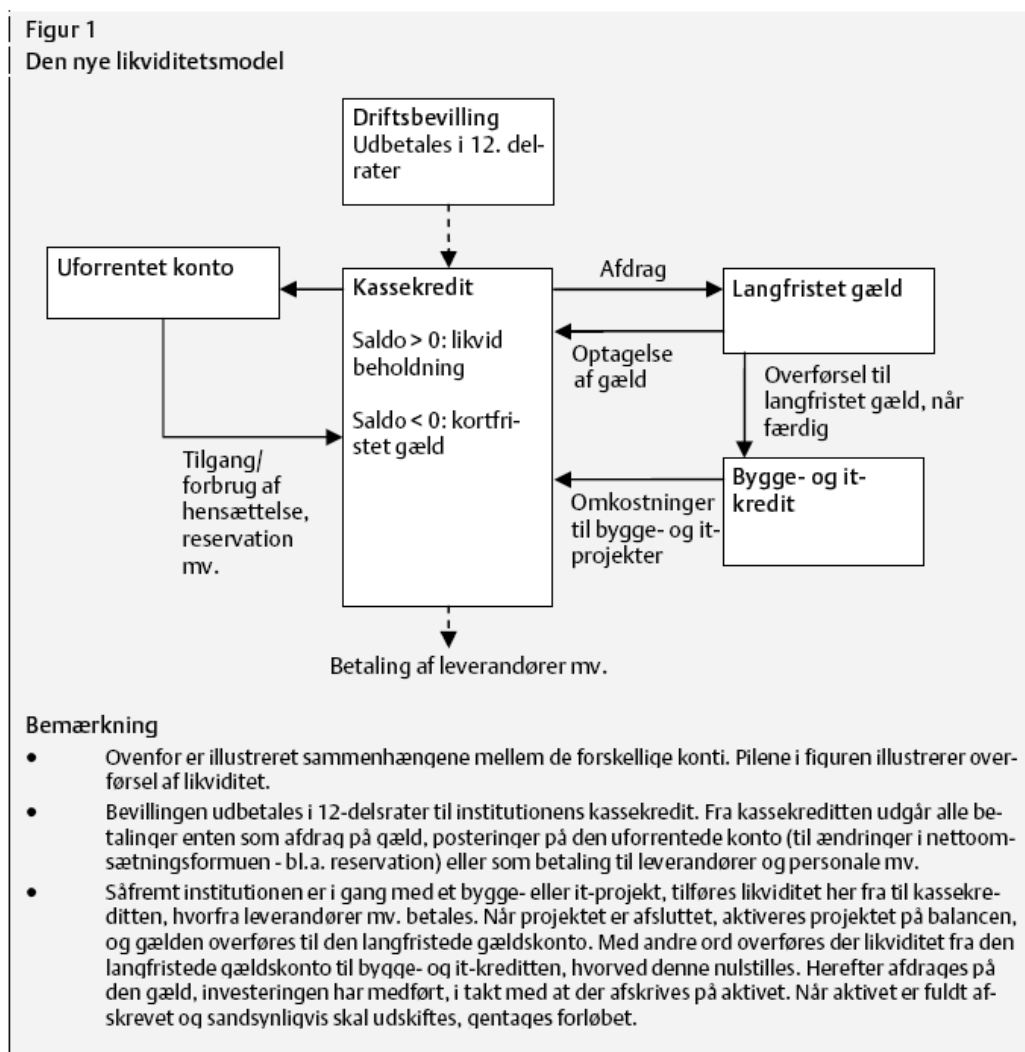 Figur 1
Den nye likviditetsmodel
Driftsbevilling
Udbetales i 12. del-
rater
Uforrentet konto
Kassekredit
Saldo > 0: likvid
beholdning
Saldo < 0: kortfri-
stet gæld
Afdrag
Langfristet gæld
Optagelse
af gæld
Overførsel til
langfristet gæld, når
færdig
Tilgang/
forbrug af
hensættelse,
reservation
mv.
Bygge- og it-
kredit
Omkostninger
til bygge- og it-
projekter
Betaling af leverandører mv.
Bemærkning
• Ovenfor er illustreret sammenhængene mellem de forskellige konti. Pilene i figuren illustrerer over-
førsel af likviditet.
• Bevillingen udbetales i 12-delsrater til institutionens kassekredit. Fra kassekreditten udgår alle be-
talinger enten som afdrag på gæld, posteringer på den uforrentede konto (til ændringer i nettoom-
sætningsformuen - bl.a. reservation) eller som betaling til leverandører og personale mv.
• Såfremt institutionen er i gang med et bygge- eller it-projekt, tilføres likviditet her fra til kassekre-
ditten, hvorfra leverandører mv. betales. Når projektet er afsluttet, aktiveres projektet på balancen,
og gælden overføres til den langfristede gældskonto. Med andre ord overføres der likviditet fra den
langfristede gældskonto til bygge- og it-kreditten, hvorved denne nulstilles. Herefter afdrages på
den gæld, investeringen har medført, i takt med at der afskrives på aktivet. Når aktivet er fuldt af-
skrevet og sandsynligvis skal udskiftes, gentages forløbet.